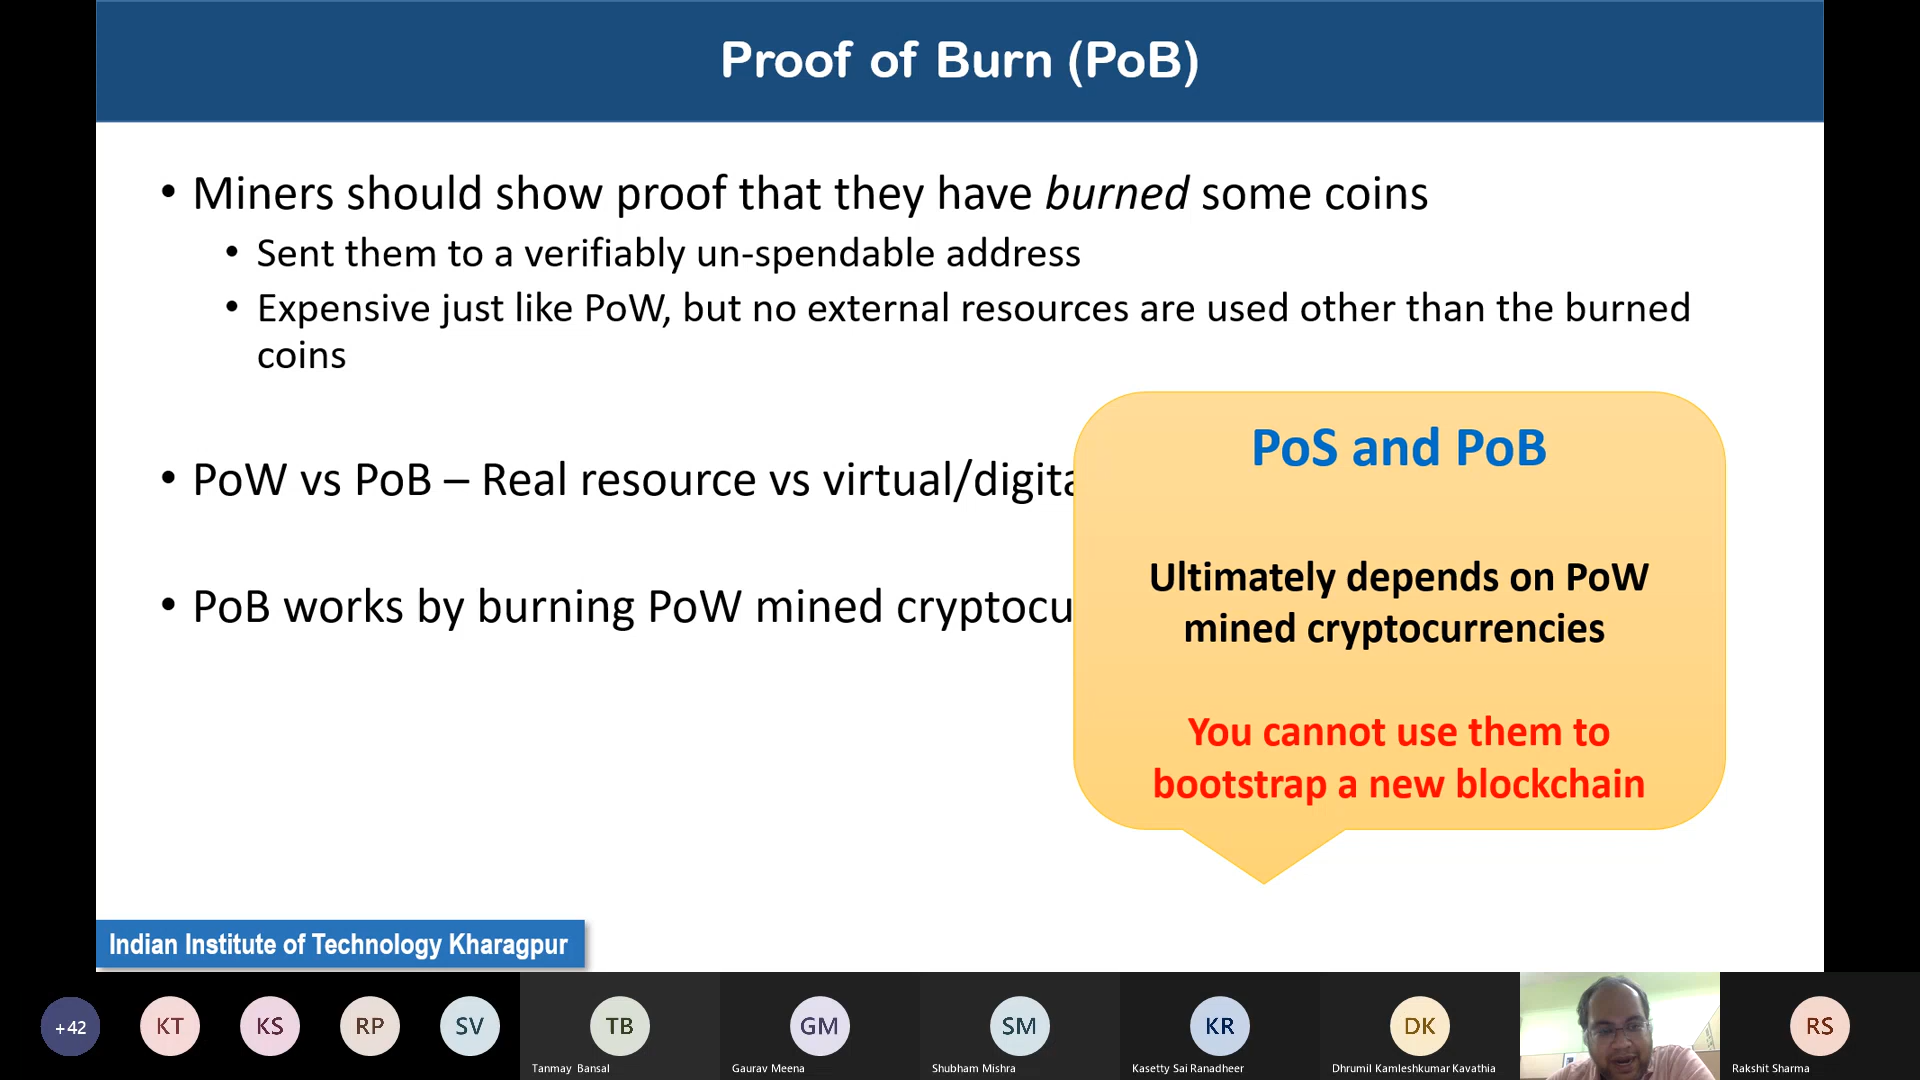 Proof of Burn (PoB)
• Miners should show proof that they have burned some coins
• Sent them to a verifiably un-spendable address
• Expensive just like PoW, but no external resources are used other than the burned
coins
• PoW vs PoB – Real resource vs virtual/digita
• PoB works by burning PoW mined cryptocu
PoS and PoB
Ultimately depends on PoW
mined cryptocurrencies
You cannot use them to
bootstrap a new blockchain
Indian Institute of Technology Kharagpur
+42
KT
KS
RP
SV
TB
Tanmay Bansal
GM
Gaurav Meena
SM
Shubham Mishra
KR
Kasetty Sai Ranadheer
DK
Dhrumil Kamleshkumar Kavathia
RS
Rakshit Sharma